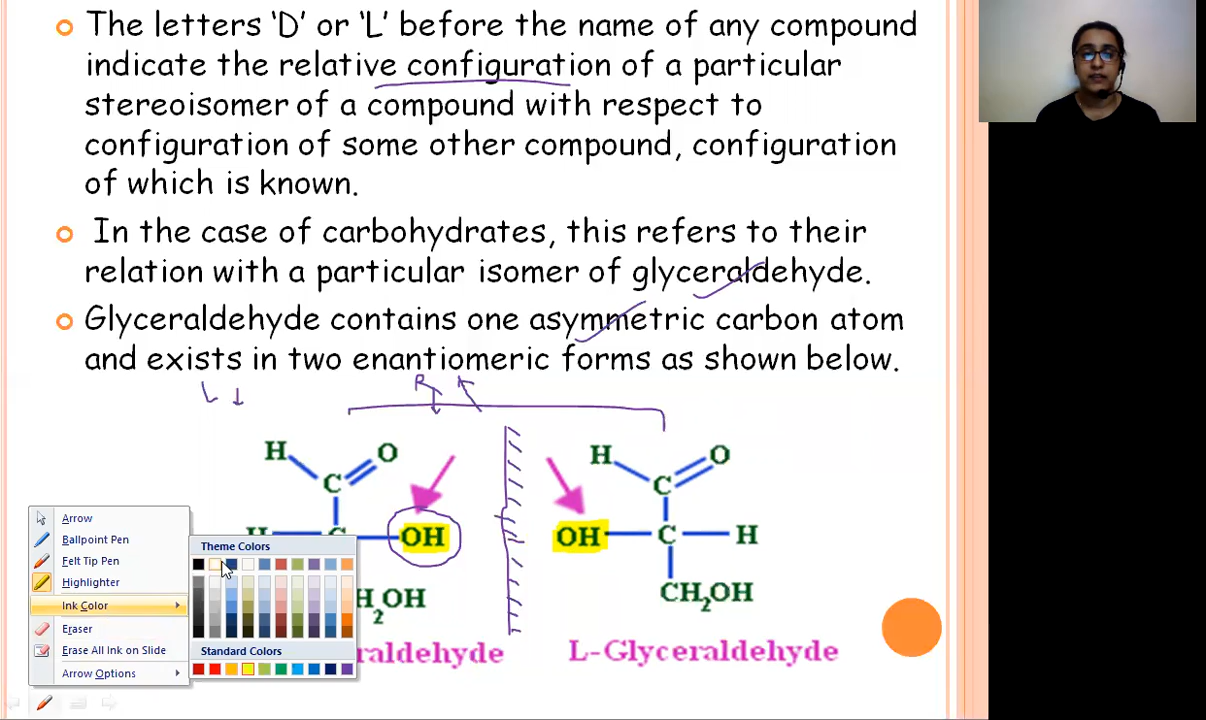 The letters 'D' or 'L' before the name of any compound
indicate the relative configuration of a particular
stereoisomer of a compound with respect to
configuration of some other compound, configuration
of which is known.
In the case of carbohydrates, this refers to their
relation with a particular isomer of glyceraldehyde.
Glyceraldehyde contains one asymmetric carbon atom
and exists in two enantiomeric forms as shown below.
L
R
H O
C
OH
H2OH
raldehyde
H O
C
OH C H
CH2OH
L-Glyceraldehyde
Arrow
Ballpoint Pen
Felt Tip Pen
Highlighter
Ink Color
Eraser
Erase All Ink on Slide
Arrow Options
Theme Colors
Standard Colors